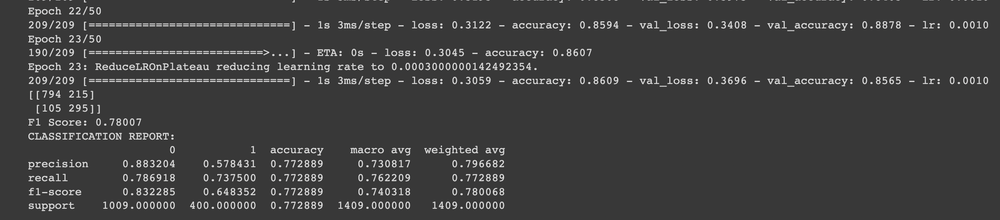 Epoch 22/50
209/209 [==============================] - 1s 3ms/step - loss: 0.3122 - accuracy: 0.8594 - val_loss: 0.3408 - val_accuracy: 0.8878 - lr: 0.0010
Epoch 23/50
190/209 [==========================>...] - ETA: 0s - loss: 0.3045 - accuracy: 0.8607
Epoch 23: ReduceLROnPlateau reducing learning rate to 0.0003000000142492354.
209/209 [==============================] - 1s 3ms/step - loss: 0.3059 - accuracy: 0.8609 - val_loss: 0.3696 - val_accuracy: 0.8565 - lr: 0.0010
[[794 215]
 [105 295]]
F1 Score: 0.78007
CLASSIFICATION REPORT:
0 1 accuracy macro avg weighted avg
precision 0.883204 0.578431 0.772889 0.730817 0.796682
recall 0.786918 0.737500 0.772889 0.762209 0.772889
f1-score 0.832285 0.648352 0.772889 0.740318 0.780068
support 1009.000000 400.000000 0.772889 1409.000000 1409.000000